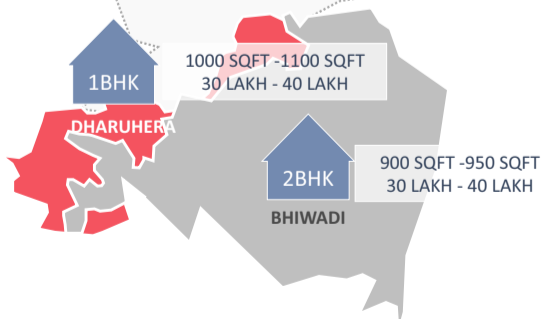 1BHK
1000 SQFT -1100 SQFT
30 LAKH - 40 LAKH
DHARUHERA
2BHK
900 SQFT -950 SQFT
30 LAKH - 40 LAKH
BHIWADI